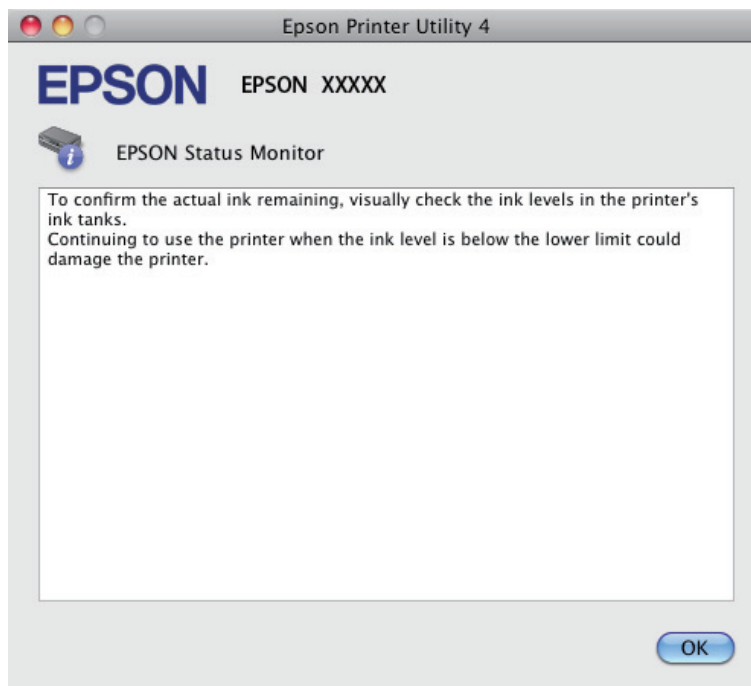 Epson Printer Utility 4
EPSON EPSON XXXXX
i EPSON Status Monitor
To confirm the actual ink remaining, visually check the ink levels in the printer's
ink tanks.
Continuing to use the printer when the ink level is below the lower limit could
damage the printer.
OK